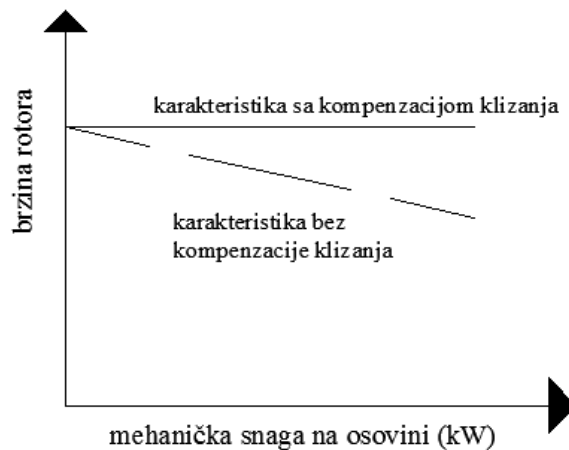 karakteristika sa kompenzacijom klizanja
brzina rotora
karakteristika bez
kompenzacije klizanja
mehanička snaga na osovini (kW)